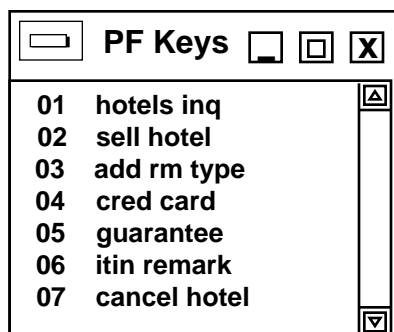 PF Keys
01 hotels inq
02 sell hotel
03 add rm type
04 cred card
05 guarantee
06 itin remark
07 cancel hotel